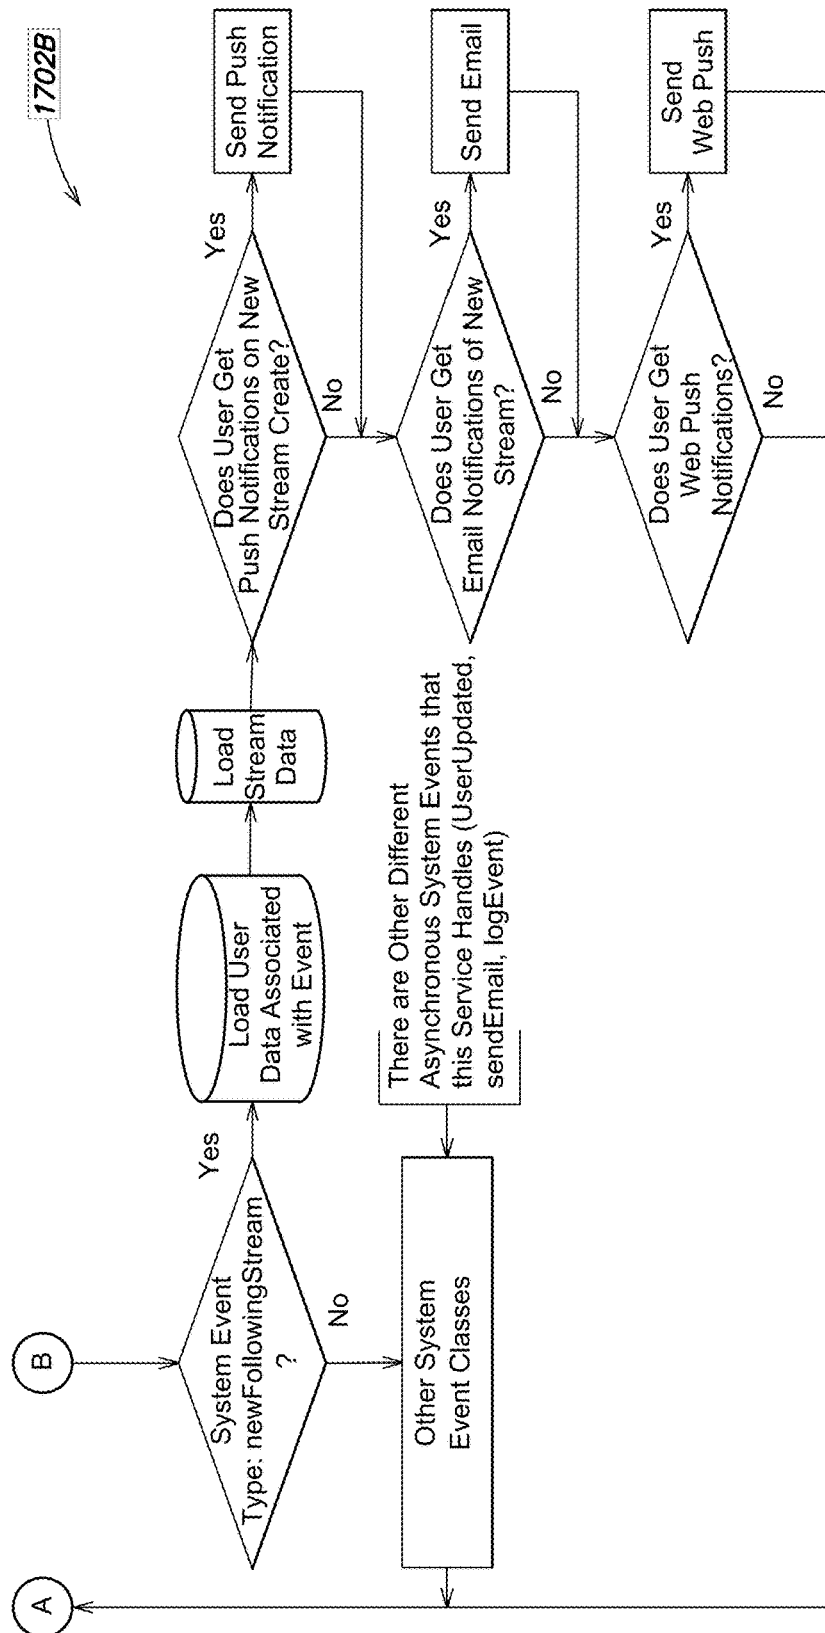 1702B
A
B
System Event
Type: newFollowingStream
?
Yes
No
Load User
Data Associated
with Event
Load
Stream
Data
Does User Get
Push Notifications on New
Stream Create?
Yes
No
Send Push
Notification
Other System
Event Classes
There are Other Different
Asynchronous System Events that
this Service Handles (UserUpdated,
sendEmail, logEvent)
Does User Get
Email Notifications of New
Stream?
Yes
No
Send Email
Does User Get
Web Push
Notifications?
Yes
No
Send
Web Push